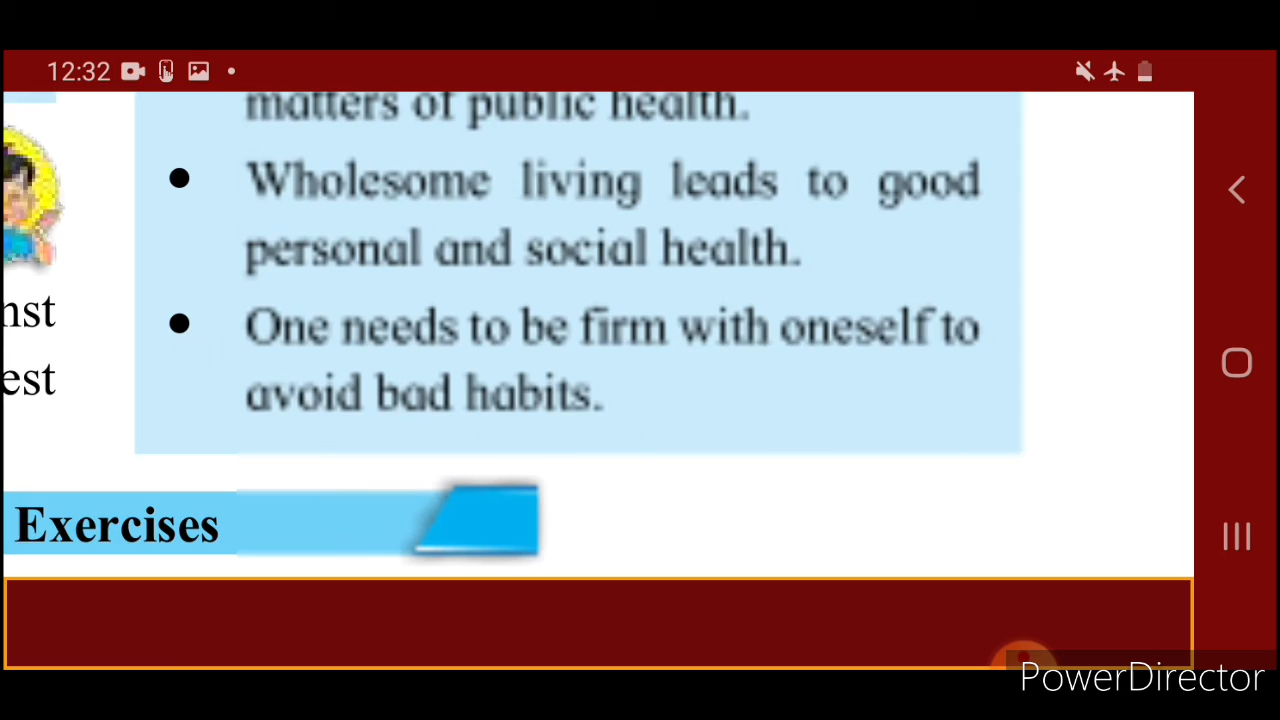 12:32
matters of public health.
• Wholesome living leads to good
personal and social health.
• One needs to be firm with oneself to
avoid bad habits.
nst
est
Exercises
PowerDirector